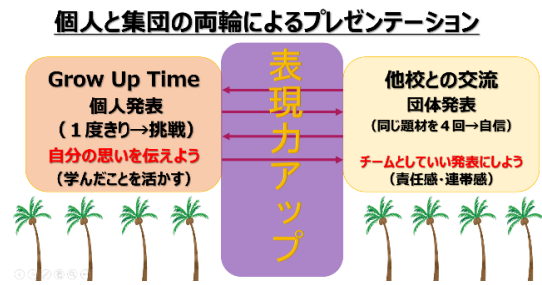 個人と集団の両輪によるプレゼンテーション
Grow Up Time
個人発表
（１度きり→挑戦）
自分の思いを伝えよう
（学んだことを活かす）
表現力アップ
他校との交流
団体発表
（同じ題材を４回→自信）
チームとしていい発表にしよう
（責任感・連帯感）